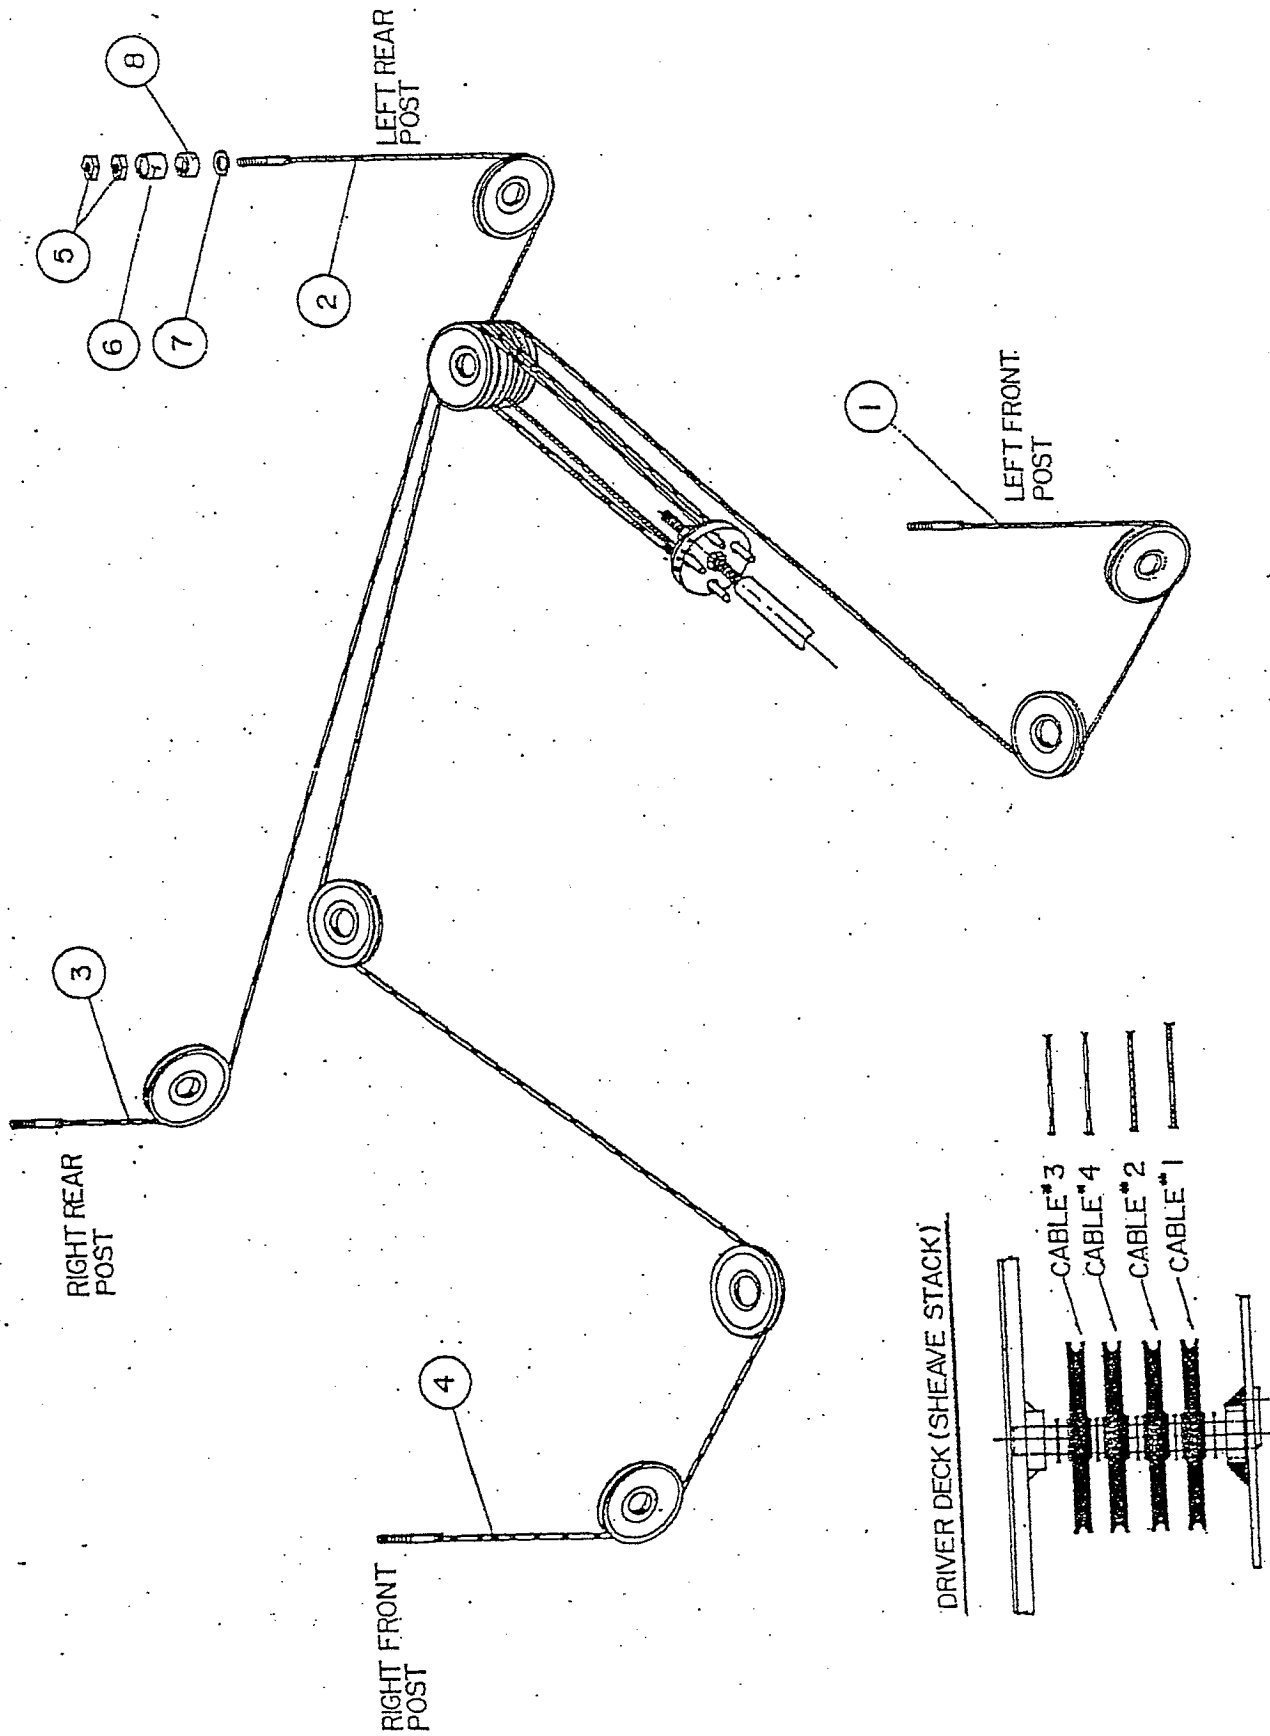 8
5
LEFT REAR
POST
6
7
2
1
LEFT FRONT
POST
3
RIGHT REAR
POST
4
RIGHT FRONT
POST
DRIVER DECK (SHEAVE STACK)
CABLE #3
CABLE #4
CABLE #2
CABLE #1